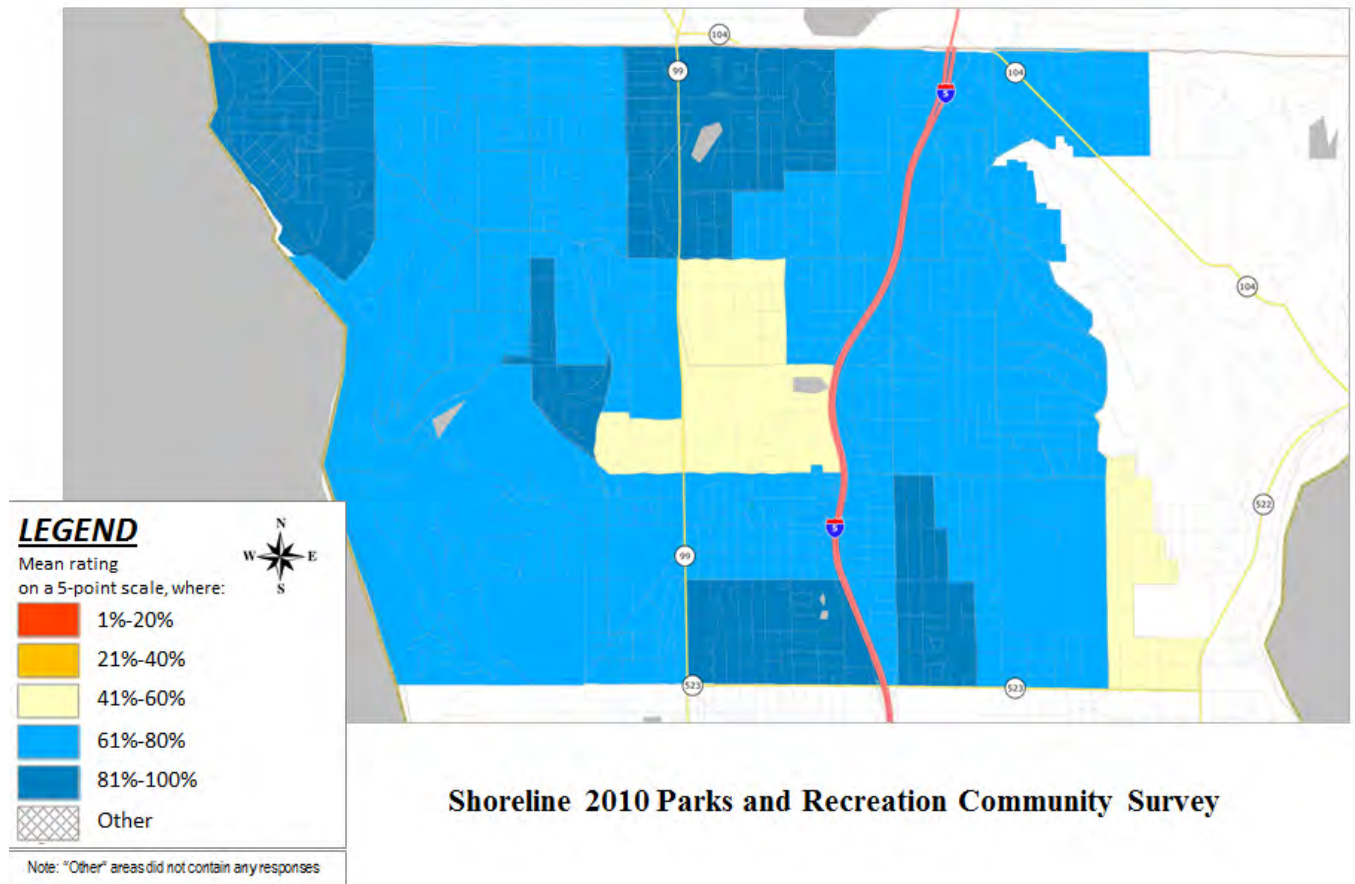 104
99
5
104
104
LEGEND
N
W E
S
Mean rating
on a 5-point scale, where:
1%-20%
21%-40%
41%-60%
61%-80%
81%-100%
Other
Note: "Other" areas did not contain any responses
522
5
99
523
523
Shoreline 2010 Parks and Recreation Community Survey